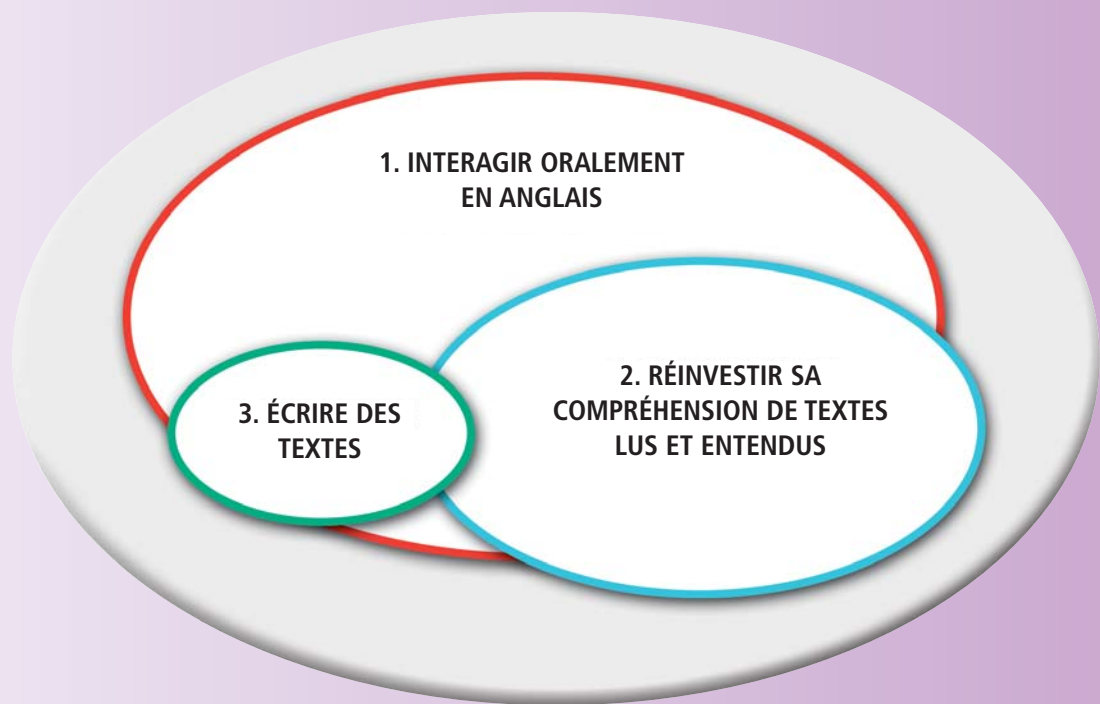 1. INTERAGIR ORALEMENT
EN ANGLAIS
2. RÉINVESTIR SA
COMPRÉHENSION DE TEXTES
LUS ET ENTENDUS
3. ÉCRIRE DES
TEXTES